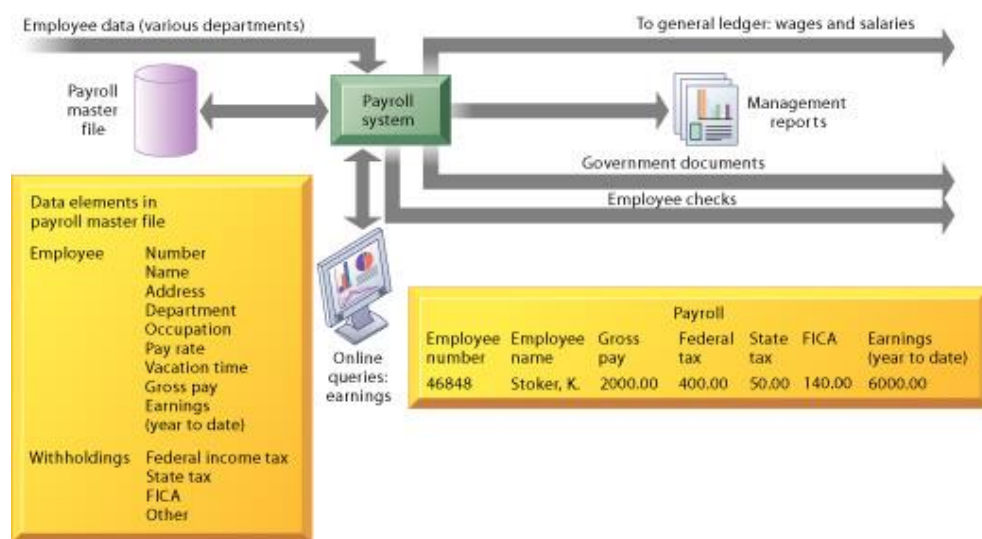 Employee data (various departments)
To general ledger: wages and salaries
Payroll
master
file
Payroll
system
Management
reports
Government documents
Employee checks
Data elements in
payroll master file
Employee Number
Name
Address
Department
Occupation
Pay rate
Vacation time
Gross pay
Earnings
(year to date)
Withholdings Federal income tax
State tax
FICA
Other
Online
queries:
earnings
Payroll
Employee Employee Gross Federal State FICA Earnings
number name pay tax tax (year to date)
46848 Stoker, K. 2000.00 400.00 50.00 140.00 6000.00